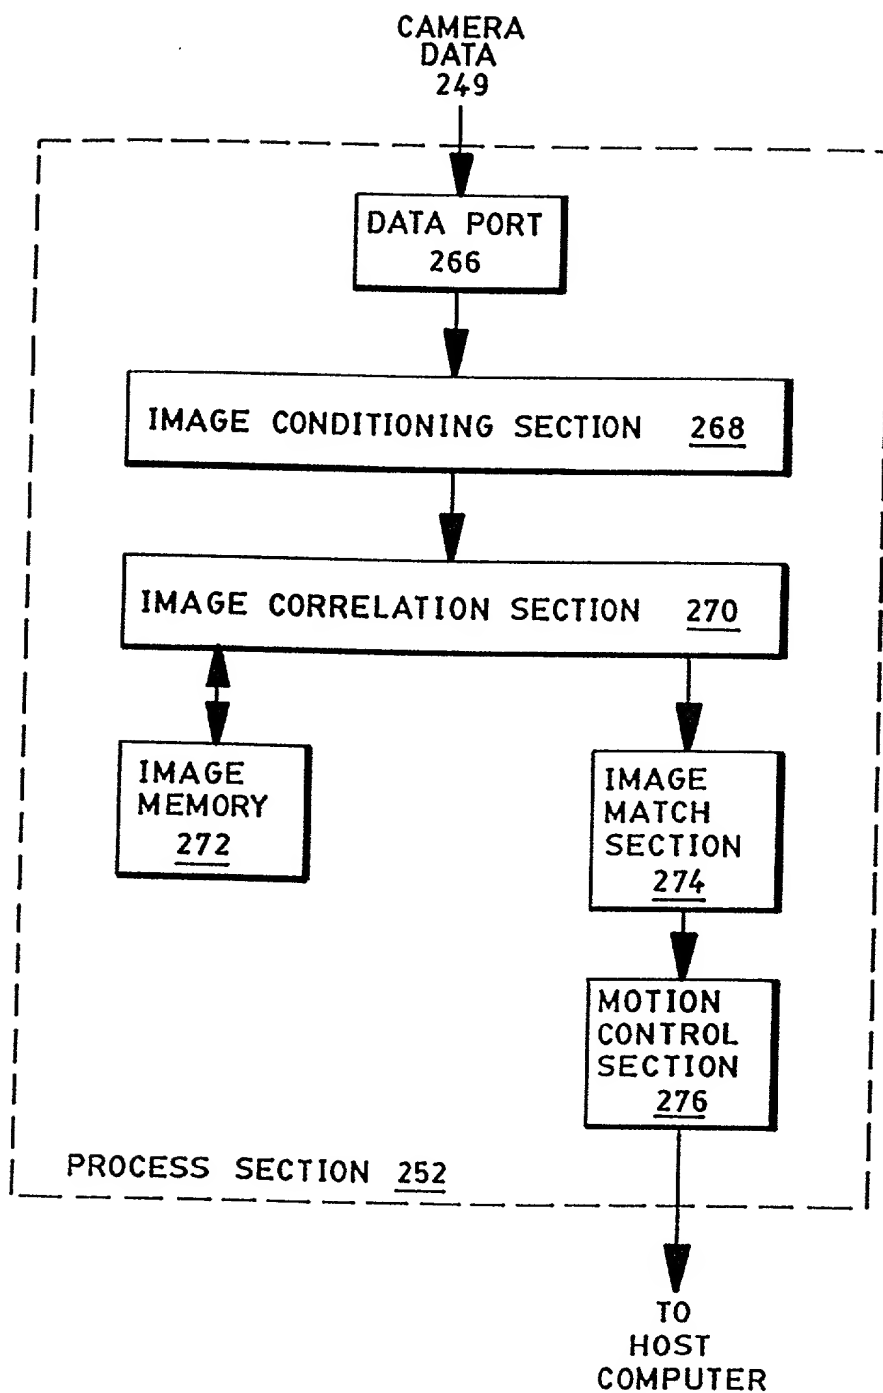 CAMERA
DATA
249
DATA PORT
266
IMAGE CONDITIONING SECTION 268
IMAGE CORRELATION SECTION 270
IMAGE
MEMORY
272
IMAGE
MATCH
SECTION
274
MOTION
CONTROL
SECTION
276
PROCESS SECTION 252
TO
HOST
COMPUTER